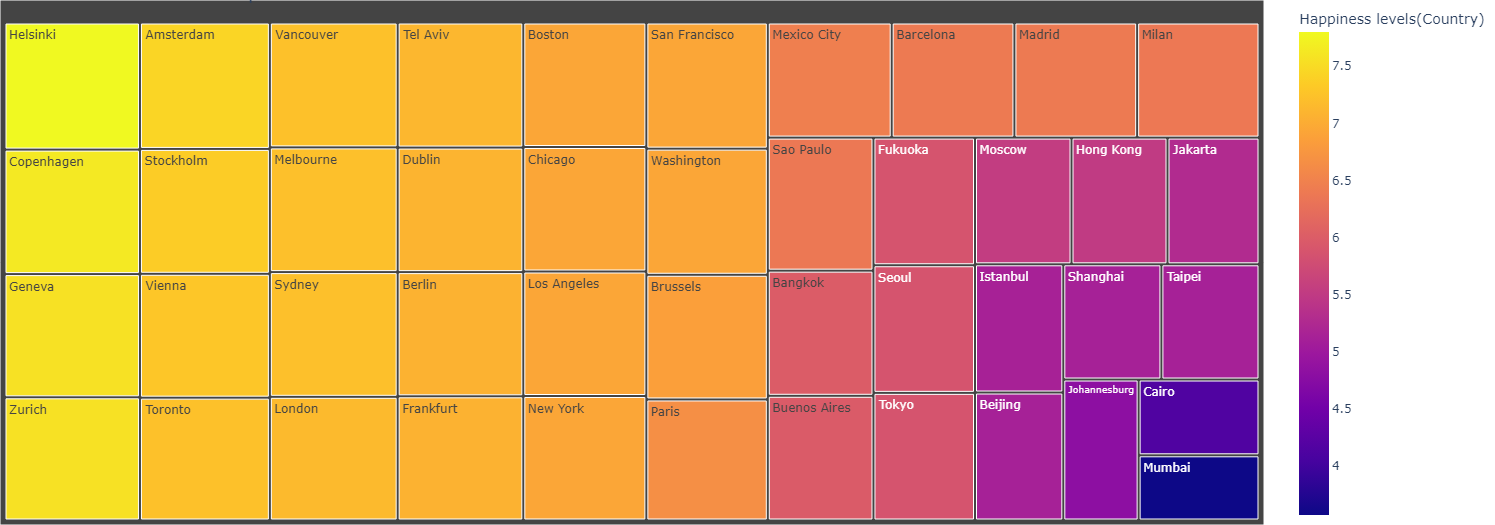 Happiness levels(Country)
Helsinki Amsterdam Vancouver Tel Aviv Boston San Francisco Mexico City Barcelona Madrid Milan
7.5
7
Copenhagen Stockholm Melbourne Dublin Chicago Washington Sao Paulo Fukuoka Moscow Hong Kong Jakarta
6.5
6
Geneva Vienna Sydney Berlin Los Angeles Brussels Bangkok Seoul Istanbul Shanghai Taipei
5.5
5
Johannesburg Cairo
Zurich Toronto London Frankfurt New York Paris Buenos Aires Tokyo Beijing
4.5
4
Mumbai